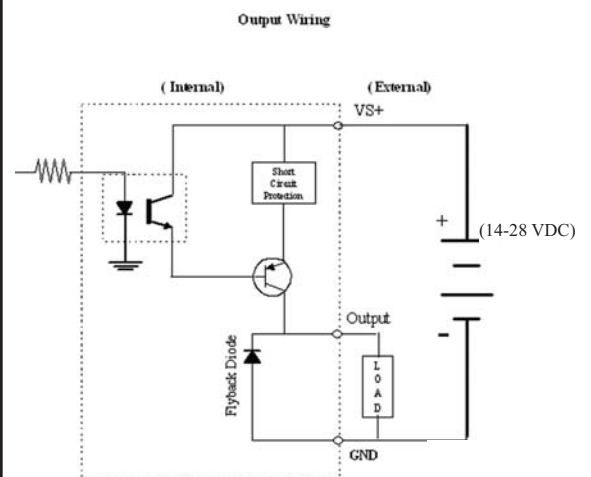 Output Wiring
( Internal)
( External)
VS+
Short
Circuit
Protection
+
(14-28 VDC)
Output
-
Flyback Diode
L
O
A
D
GND